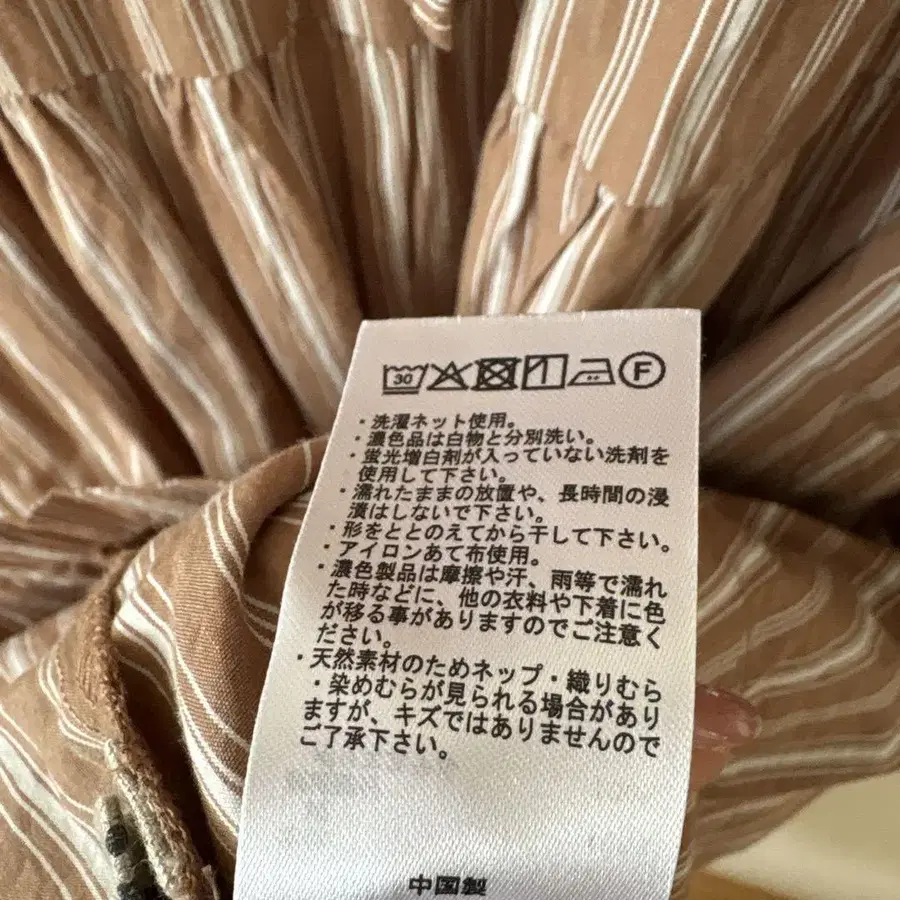 30 F
・洗濯ネット使用。
・濃色品は白物と分別洗い。
・蛍光増白剤が入っていない洗剤を
使用して下さい。
・濡れたままの放置や、長時間の浸
漬はしないで下さい。
・形をととのえてから干して下さい。
・アイロンあて布使用。
・濃色製品は摩擦や汗、雨等で濡れ
た時などに、他の衣料や下着に色
が移る事がありますのでご注意く
ださい。
・天然素材のためネップ・織りむら
・染めむらが見られる場合があり
ますが、キズではありませんので
ご了承下さい。
中国製